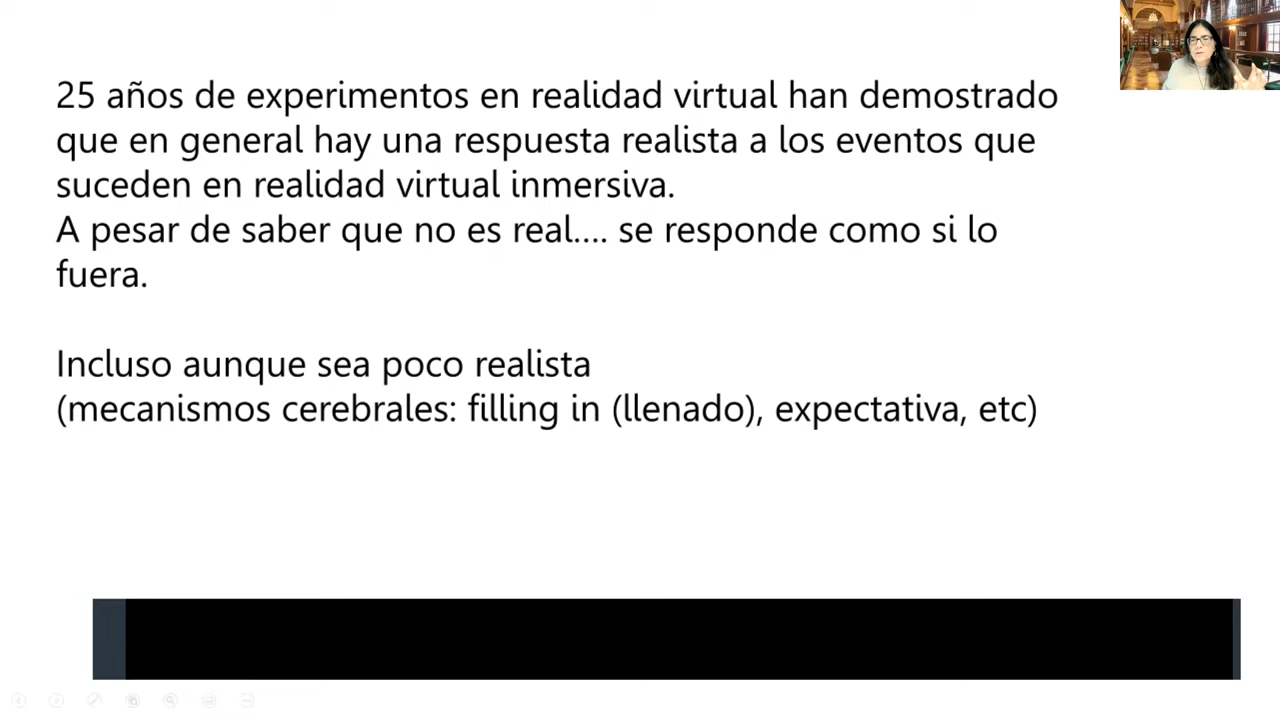 25 años de experimentos en realidad virtual han demostrado
que en general hay una respuesta realista a los eventos que
suceden en realidad virtual inmersiva.
A pesar de saber que no es real.... se responde como si lo
fuera.
Incluso aunque sea poco realista
(mecanismos cerebrales: filling in (llenado), expectativa, etc)